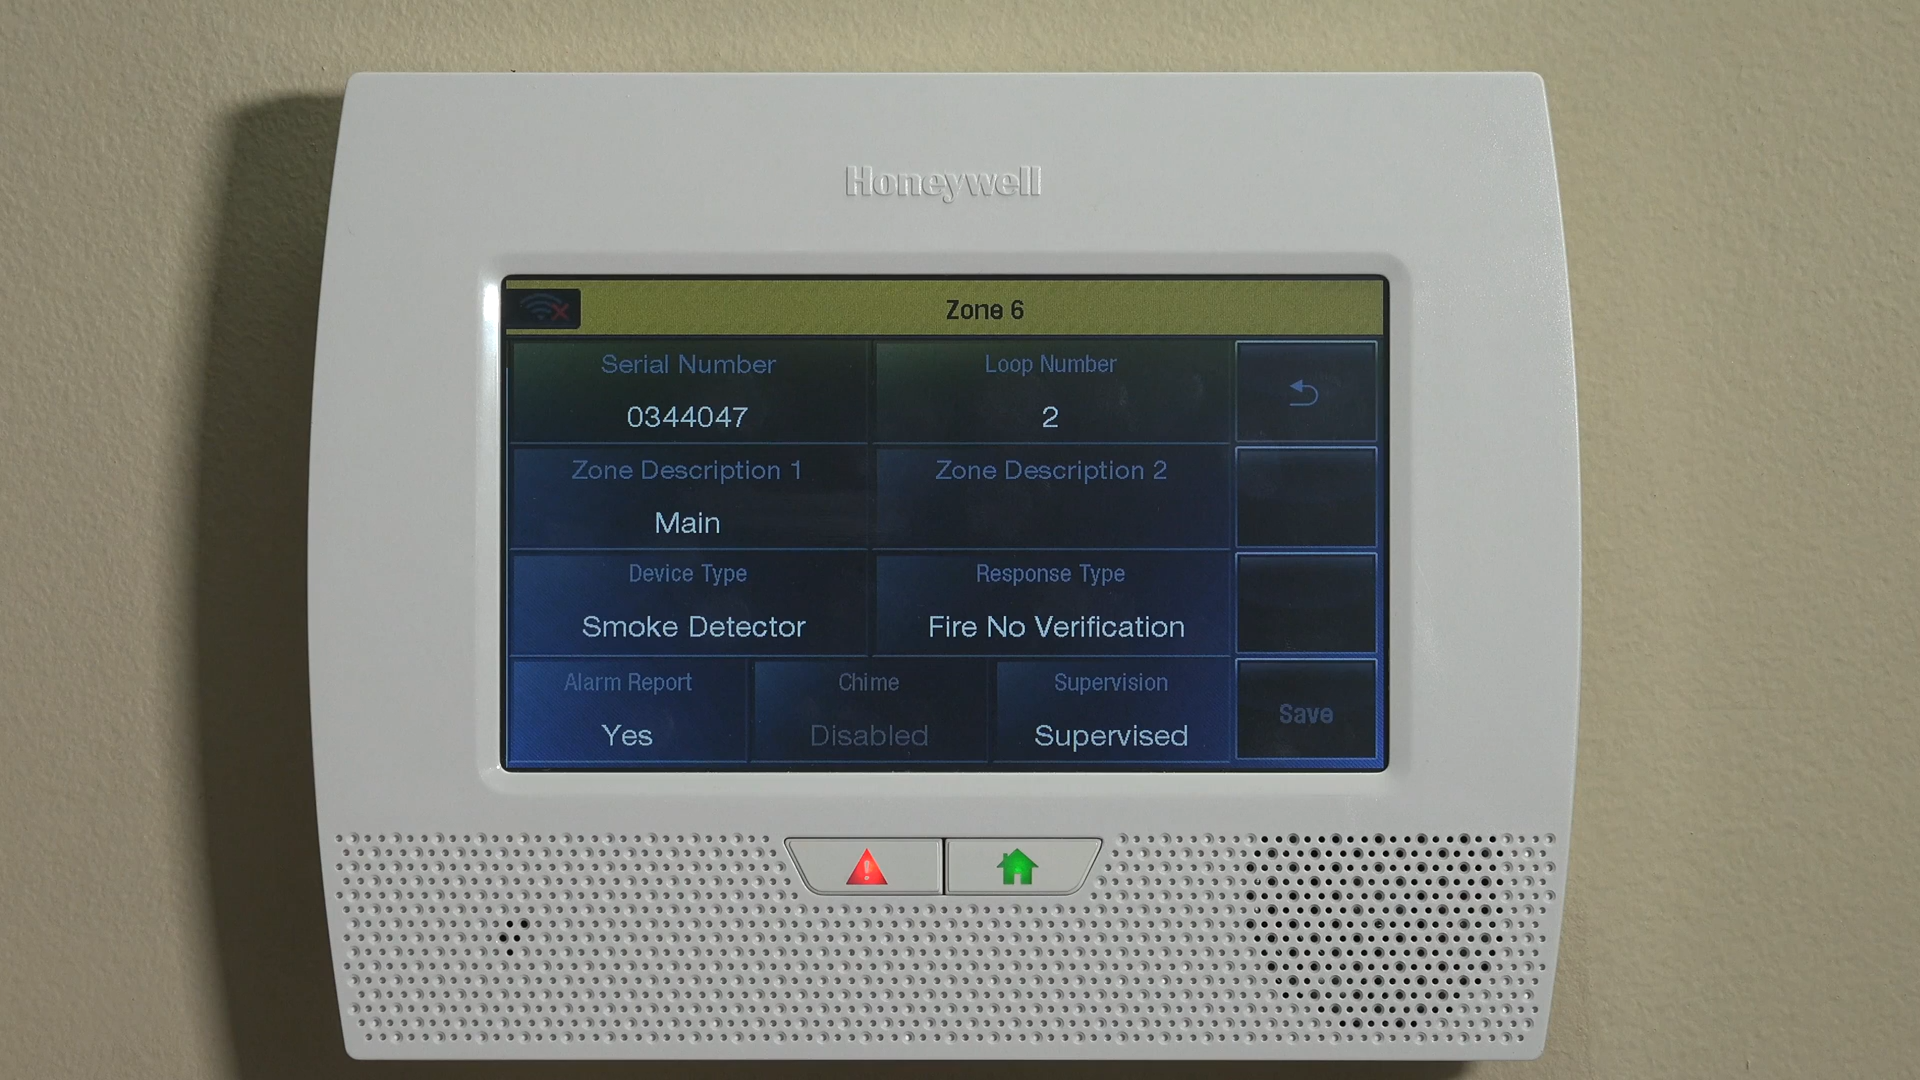 Honeywell
Zone 6
Serial Number
0344047
Loop Number
2
Zone Description 1
Main
Zone Description 2
Device Type
Smoke Detector
Response Type
Fire No Verification
Alarm Report
Yes
Chime
Disabled
Supervision
Supervised
Save